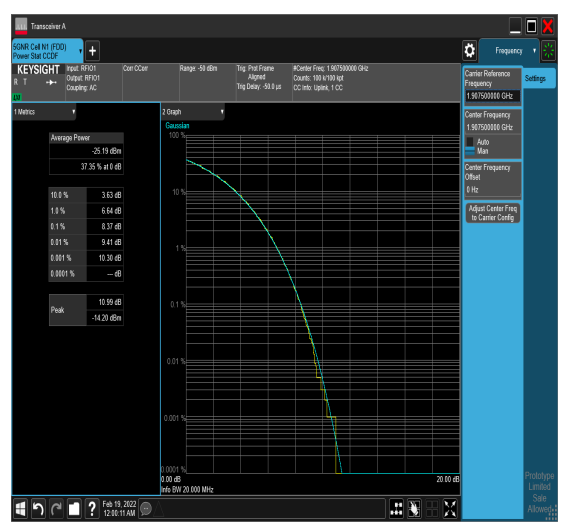 Transceiver A
5GNR Cell N1 (FDD)
Power Stat CCDF
Frequency
KEYSIGHT
R T
Input: RFIO1
Output: RFIO1
Coupling: AC
Corr CCorr
Range: -50 dBm
Trig: Prot Frame
Aligned
Trig Delay: -50.0 µs
#Center Freq: 1.907500000 GHz
Counts: 100 k/100 kpt
CC Info: Uplink, 1 CC
1 Metrics
Average Power
-25.19 dBm
37.35 % at 0 dB
10.0 % 3.63 dB
1.0 % 6.64 dB
0.1 % 8.37 dB
0.01 % 9.41 dB
0.001 % 10.30 dB
0.0001 % --- dB
Peak
10.99 dB
-14.20 dBm
2 Graph
Gaussian
100 %
10 %
1 %
0.1 %
0.01 %
0.001 %
0.0001 %
0.00 dB
20.00 dB
Info BW 20.000 MHz
Carrier Reference
Frequency
1.907500000 GHz
Center Frequency
1.907500000 GHz
Auto
Man
Center Frequency
Offset
0 Hz
Adjust Center Freq
to Carrier Config
Settings
Prototype
Limited
Sale
Allowed
Feb 19, 2022
12:00:11 AM